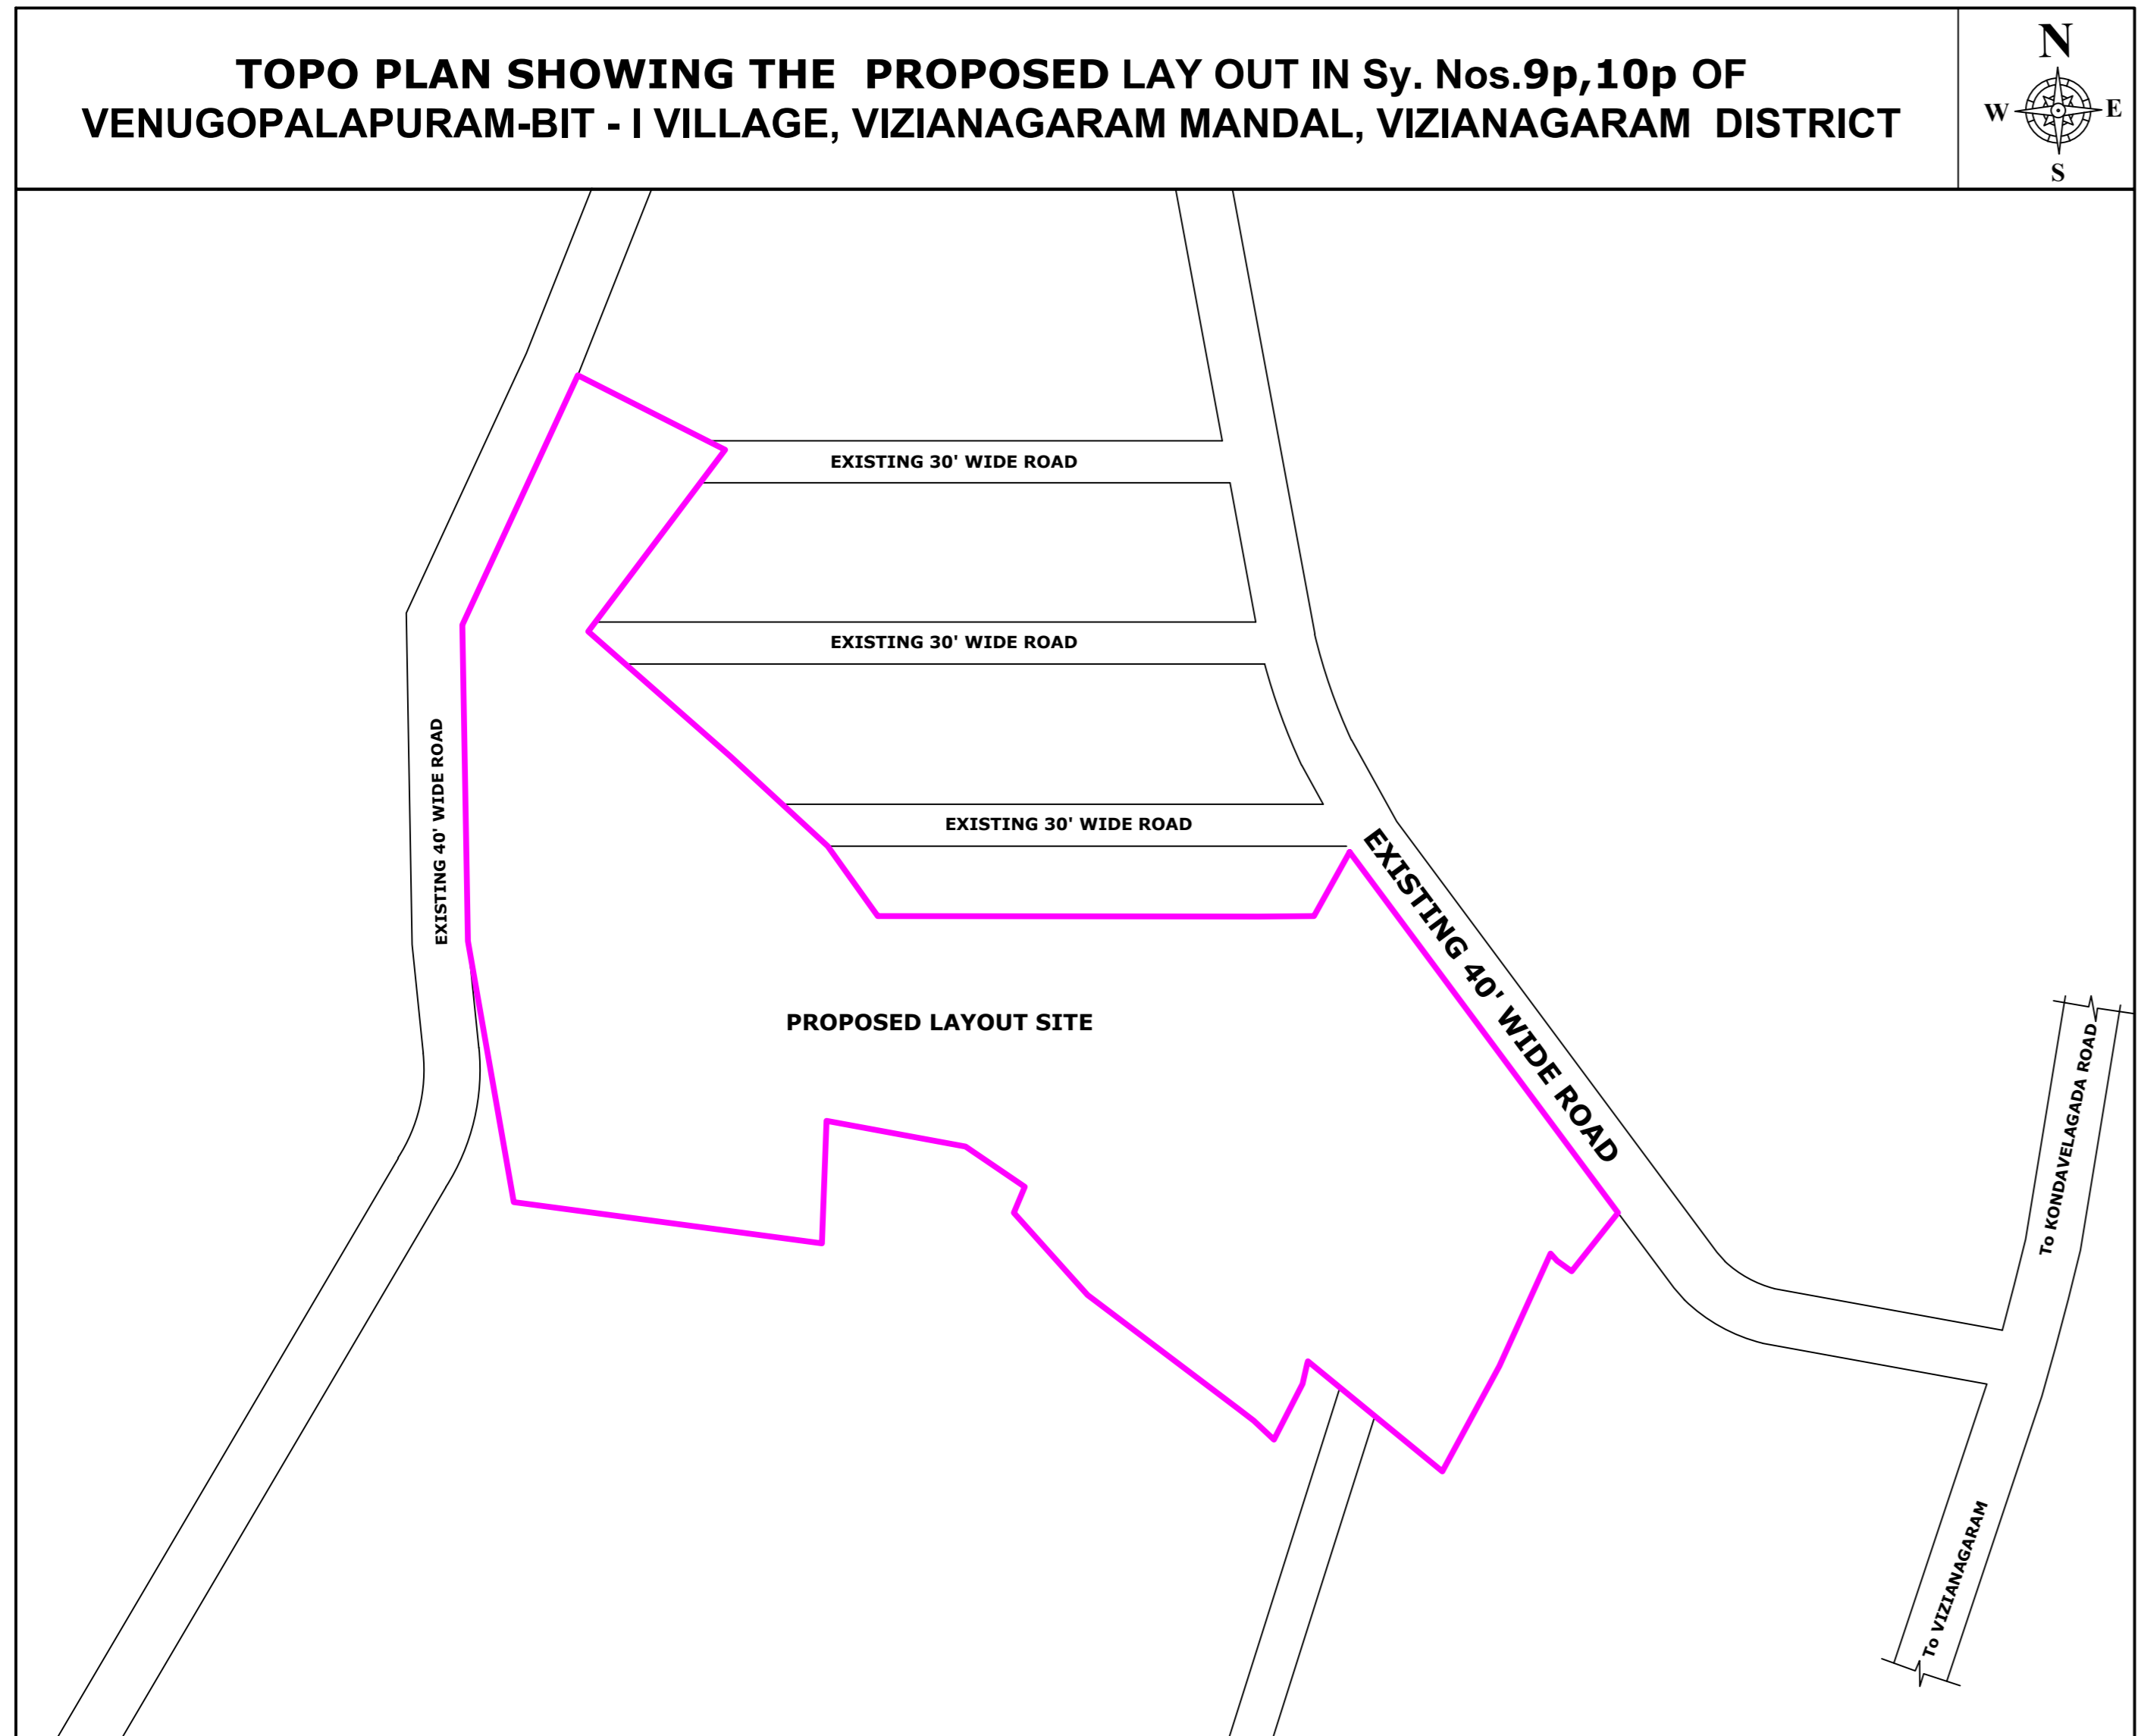 TOPO PLAN SHOWING THE PROPOSED LAY OUT IN Sy. Nos.9p,10p OF
VENUGOPALAPURAM-BIT - I VILLAGE, VIZIANAGARAM MANDAL, VIZIANAGARAM DISTRICT
N
W
E
S
EXISTING 30' WIDE ROAD
EXISTING 30' WIDE ROAD
EXISTING 40' WIDE ROAD
EXISTING 30' WIDE ROAD
EXISTING 40' WIDE ROAD
PROPOSED LAYOUT SITE
To KONDAVELAGADA ROAD
To VIZIANAGARAM